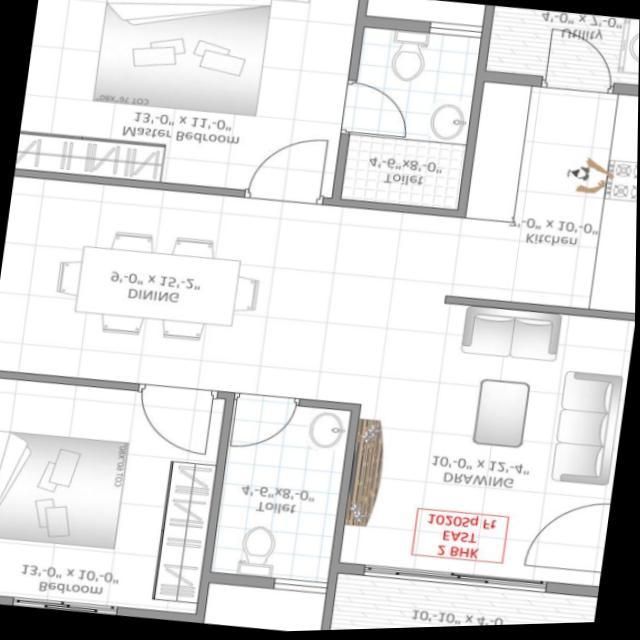 10'-10" x 4'-0
Bedroom
13'-0" x 10'-0"
2 BHK
EAST
1020Sq Ft
Toilet
4'-6"x8'-0"
DRAWING
10'-0" x 12'-4"
DINING
9'-0" x 15'-2"
Kitchen
7'-0" x 10'-0"
Toilet
4'-6"x8'-0"
Master Bedroom
13'-0" x 11'-0"
Utility
4'-0" x 7'-0"